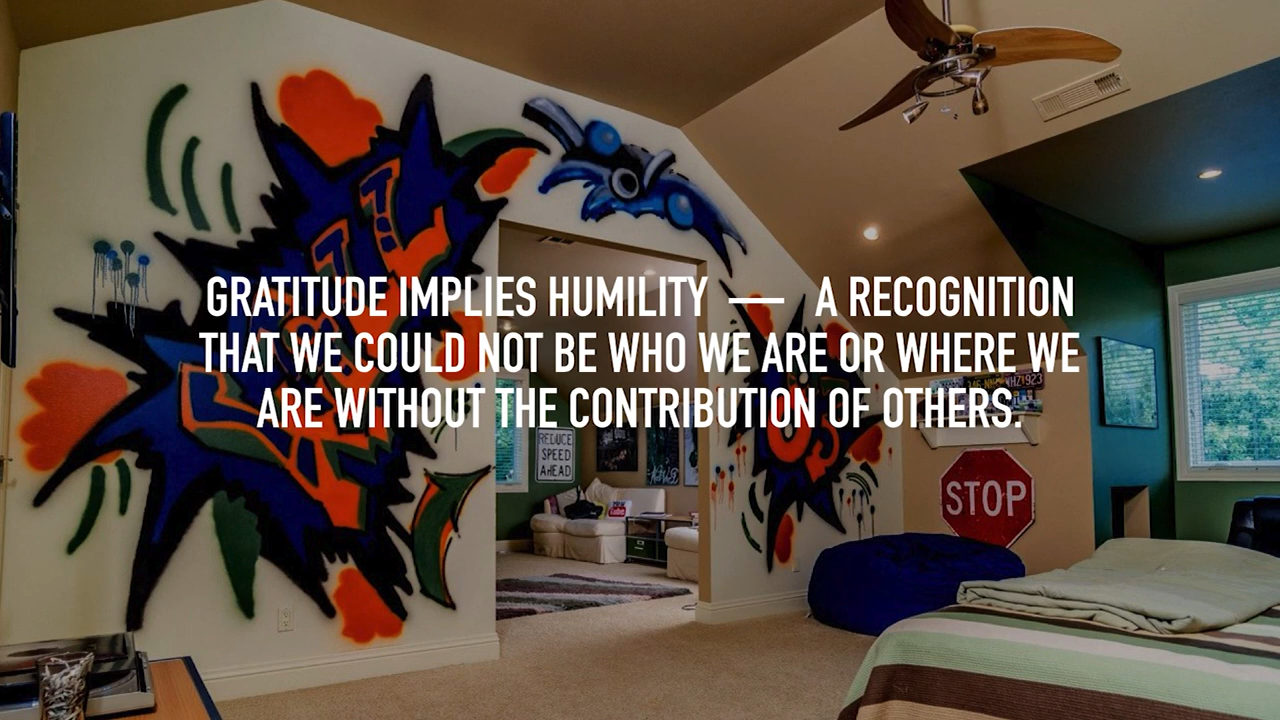 GRATITUDE IMPLIES HUMILITY — A RECOGNITION
THAT WE COULD NOT BE WHO WE ARE OR WHERE WE
ARE WITHOUT THE CONTRIBUTION OF OTHERS.
REDUCE
SPEED
AHEAD
STOP